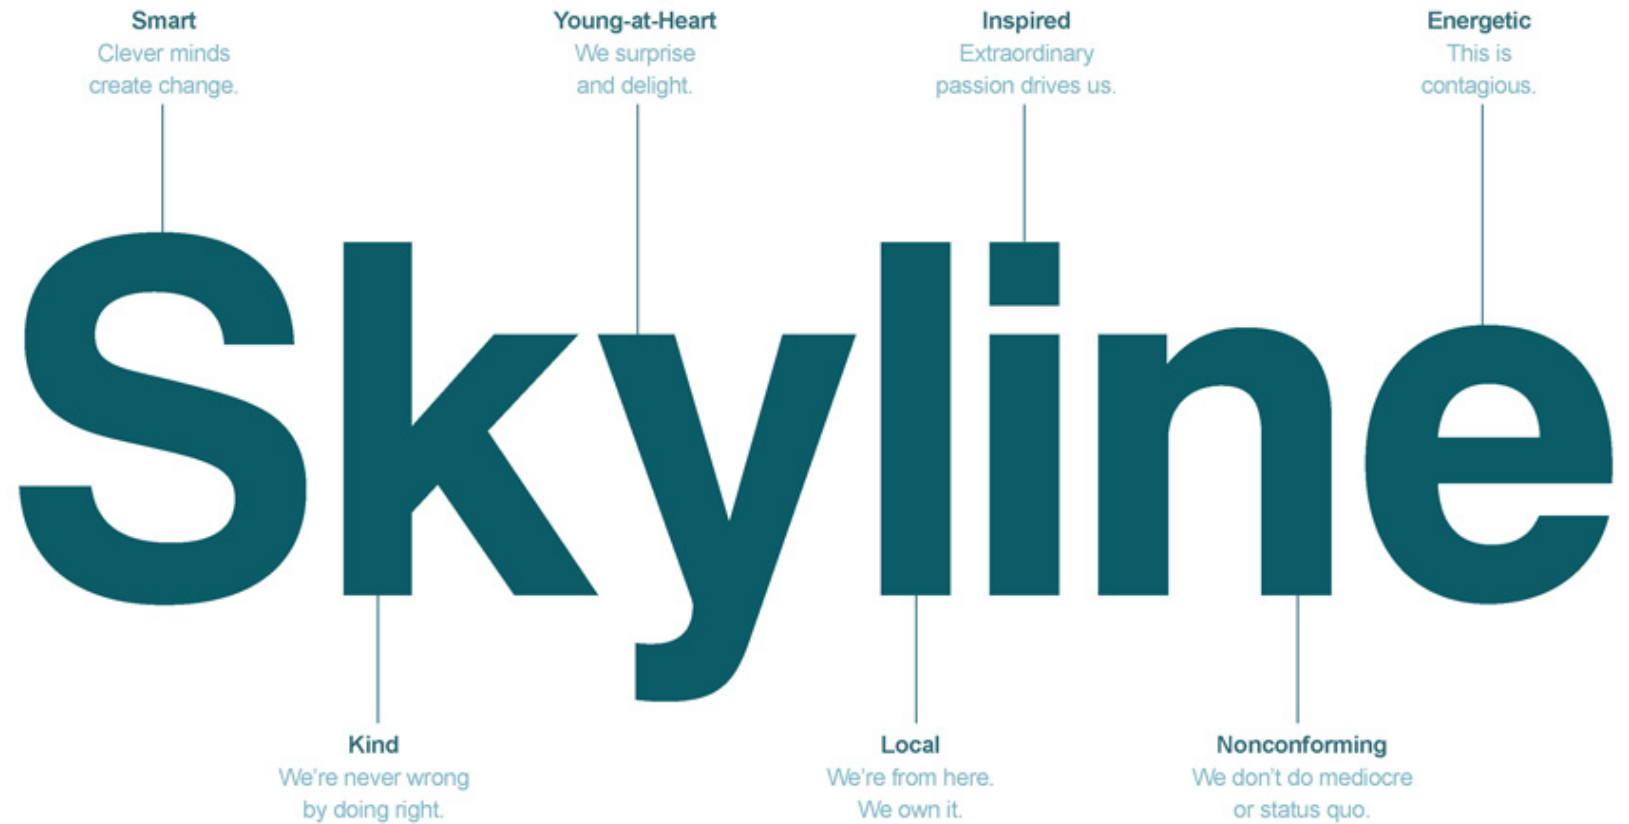 Smart
Clever minds
create change.
Young-at-Heart
We surprise
and delight.
Inspired
Extraordinary
passion drives us.
Energetic
This is
contagious.
Skyline
Kind
We're never wrong
by doing right.
Local
We're from here.
We own it.
Nonconforming
We don't do mediocre
or status quo.